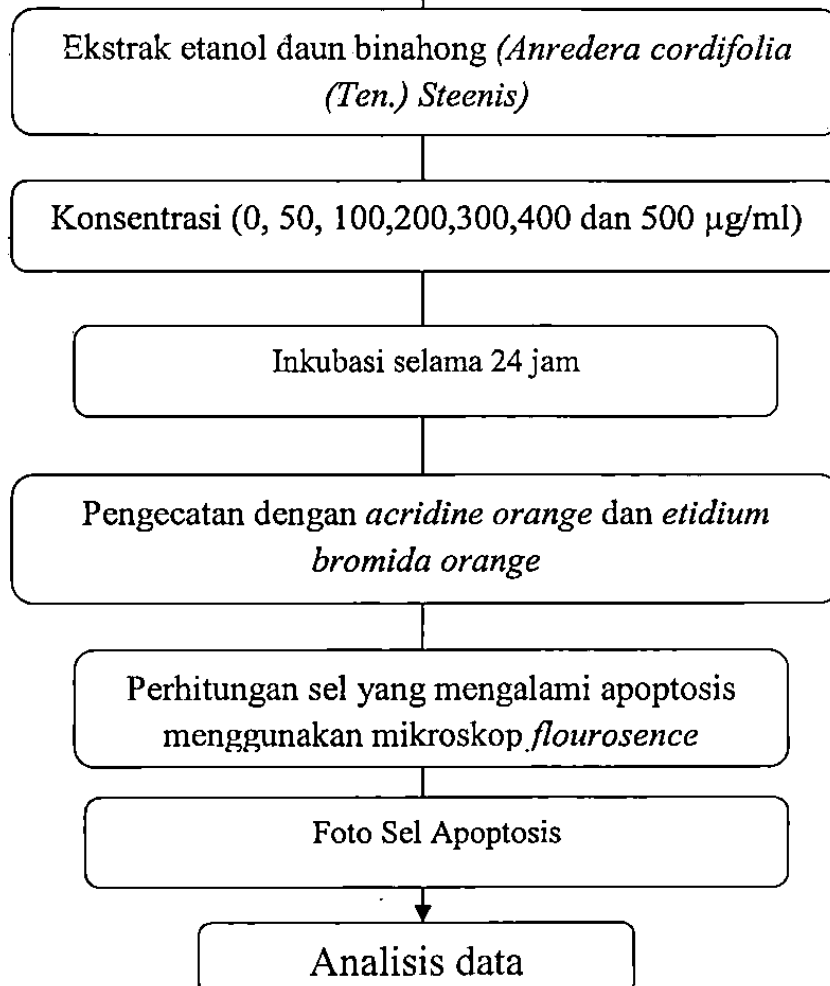 Ekstrak etanol daun binahong (Anredera cordifolia
(Ten.) Steenis)
Konsentrasi (0, 50, 100,200,300,400 dan 500 µg/ml)
Inkubasi selama 24 jam
Pengecatan dengan acridine orange dan etidium
bromida orange
Perhitungan sel yang mengalami apoptosis
menggunakan mikroskop flourosence
Foto Sel Apoptosis
Analisis data